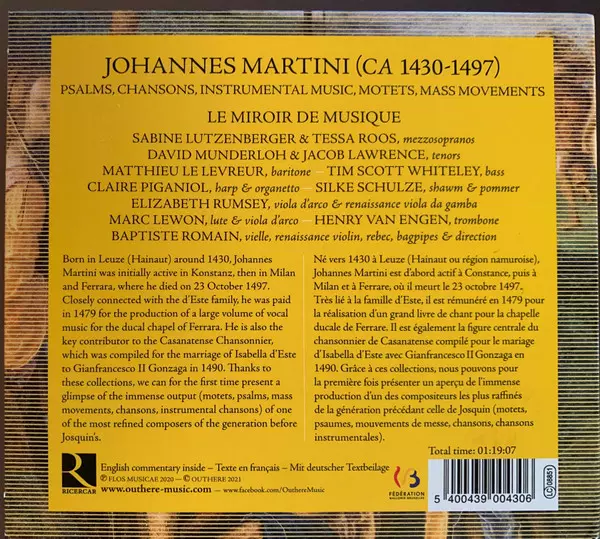 JOHANNES MARTINI (CA 1430-1497)
PSALMS, CHANSONS, INSTRUMENTAL MUSIC, MOTETS, MASS MOVEMENTS
LE MIROIR DE MUSIQUE
SABINE LUTZENBERGER & TESSA ROOS, mezzosopranos
DAVID MUNDERLOH & JACOB LAWRENCE, tenors
MATTHIEU LE LEVREUR, baritone – TIM SCOTT WHITELEY, bass
CLAIRE PIGANIOL, harp & organetto – SILKE SCHULZE, shawm & pommer
ELIZABETH RUMSEY, viola d'arco & renaissance viola da gamba
MARC LEWON, lute & viola d'arco – HENRY VAN ENGEN, trombone
BAPTISTE ROMAIN, vielle, renaissance violin, rebec, bagpipes & direction
Born in Leuze (Hainaut) around 1430, Johannes
Martini was initially active in Konstanz, then in Milan
and Ferrara, where he died on 23 October 1497.
Closely connected with the d'Este family, he was paid
in 1479 for the production of a large volume of vocal
music for the ducal chapel of Ferrara. He is also the
key contributor to the Casanatense Chansonnier,
which was compiled for the marriage of Isabella d'Este
to Gianfrancesco II Gonzaga in 1490. Thanks to
these collections, we can for the first time present a
glimpse of the immense output (motets, psalms, mass
movements, chansons, instrumental chansons) of one
of the most refined composers of the generation before
Josquin's.
Né vers 1430 à Leuze (Hainaut ou région namuroise),
Johannes Martini est d'abord actif à Constance, puis à
Milan et à Ferrare, où il meurt le 23 octobre 1497.
Très lié à la famille d'Este, il est rémunéré en 1479 pour
la réalisation d'un grand livre de chant pour la chapelle
ducale de Ferrare. Il est également la figure centrale du
chansonnier de Casanatense compilé pour le mariage
d'Isabella d'Este avec Gianfrancesco II Gonzaga en
1490. Grâce à ces collections, nous pouvons pour
la première fois présenter un aperçu de l'immense
production d'un des compositeurs les plus raffinés
de la génération précédant celle de Josquin (motets,
psaumes, mouvements de messe, chansons, chansons
instrumentales).
Total time: 01:19:07
R
RICERCAR
English commentary inside – Texte en français – Mit deutscher Textbeilage
℗ FLOS MUSICAE 2020 – © OUTHERE 2021
www.outhere-music.com – www.facebook.com/OuthereMusic
FÉDÉRATION
WALLONIE-BRUXELLES
5 400439 004306
LC 08851